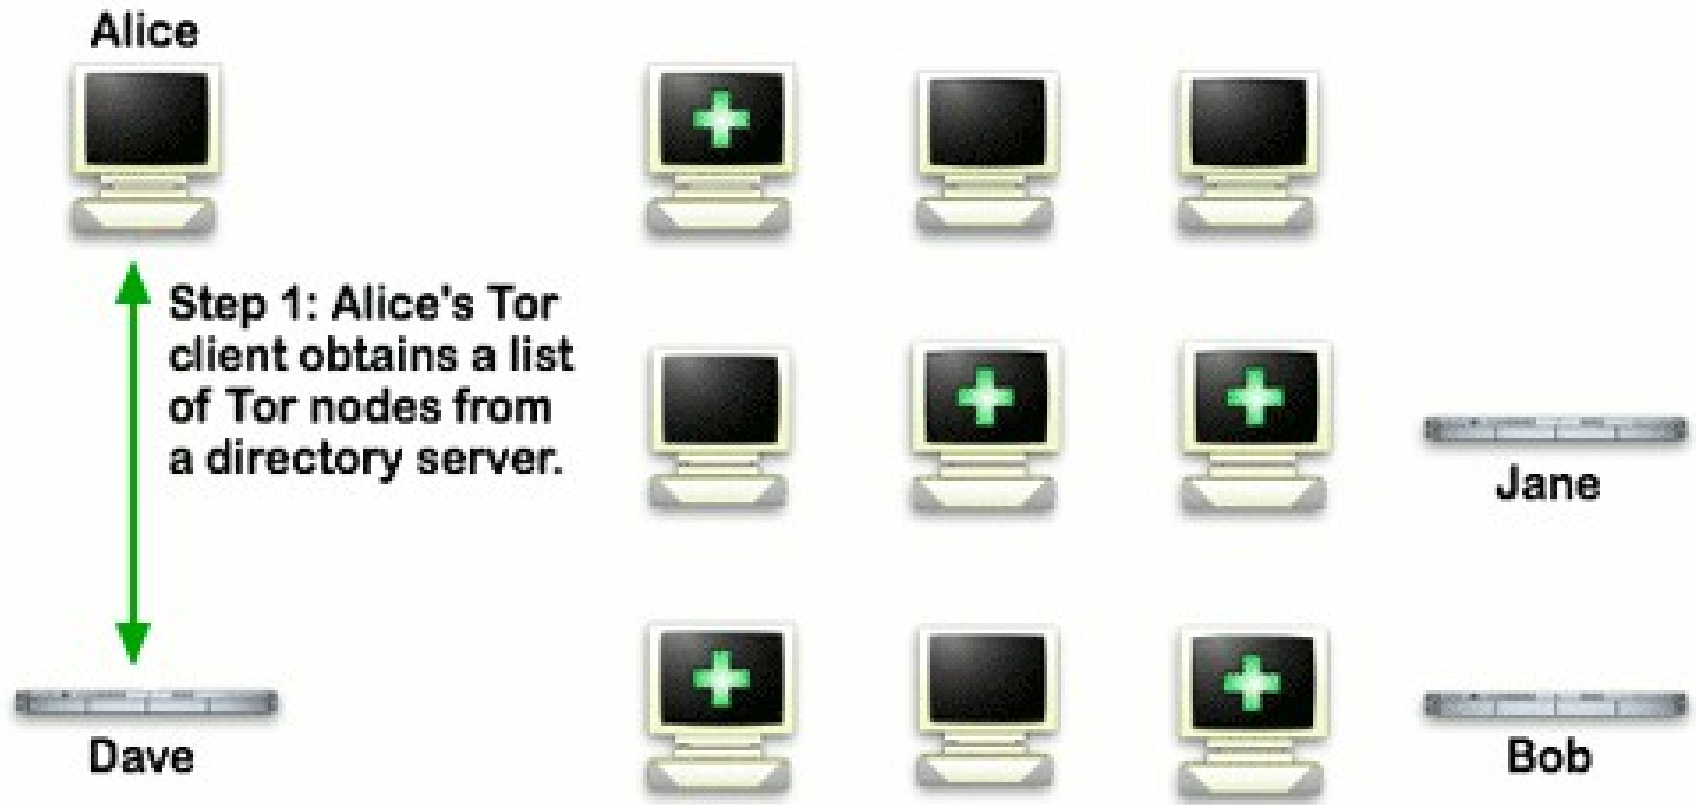 Alice
Step 1: Alice's Tor
client obtains a list
of Tor nodes from
a directory server.
Jane
Dave
Bob